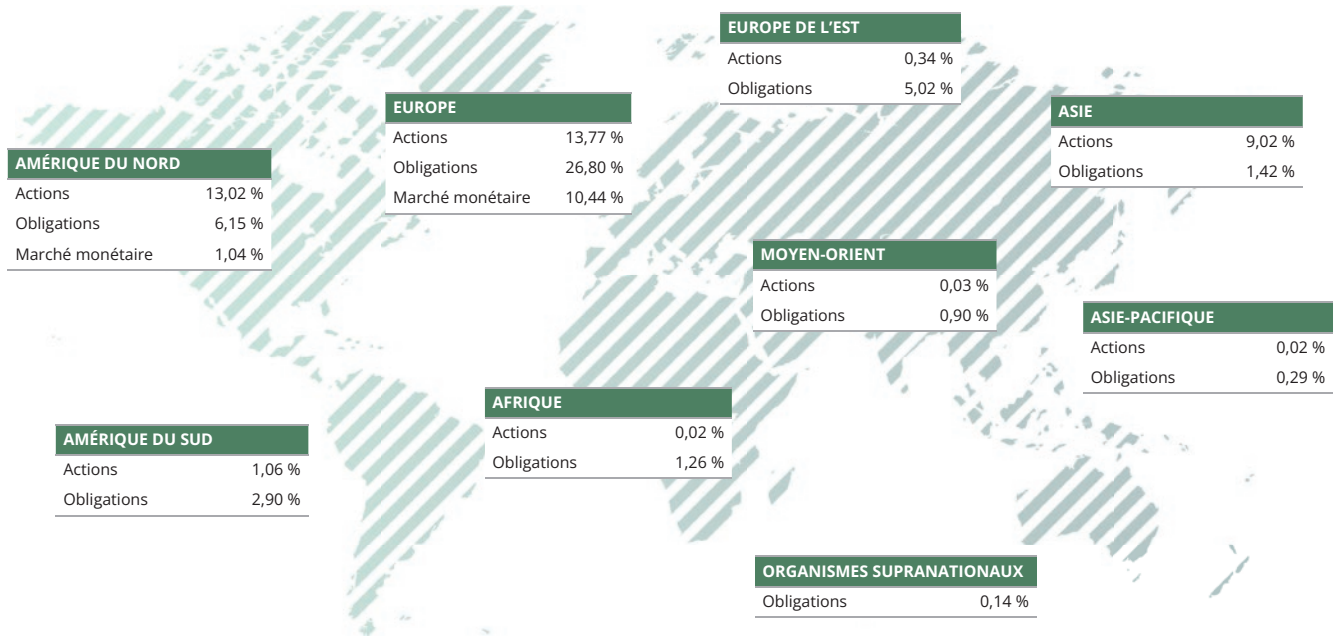 EUROPE DE L’EST
Actions 0,34 %
Obligations 5,02 %
EUROPE
Actions 13,77 %
Obligations 26,80 %
Marché monétaire 10,44 %
ASIE
Actions 9,02 %
Obligations 1,42 %
AMÉRIQUE DU NORD
Actions 13,02 %
Obligations 6,15 %
Marché monétaire 1,04 %
MOYEN-ORIENT
Actions 0,03 %
Obligations 0,90 %
ASIE-PACIFIQUE
Actions 0,02 %
Obligations 0,29 %
AFRIQUE
Actions 0,02 %
Obligations 1,26 %
AMÉRIQUE DU SUD
Actions 1,06 %
Obligations 2,90 %
ORGANISMES SUPRANATIONAUX
Obligations 0,14 %